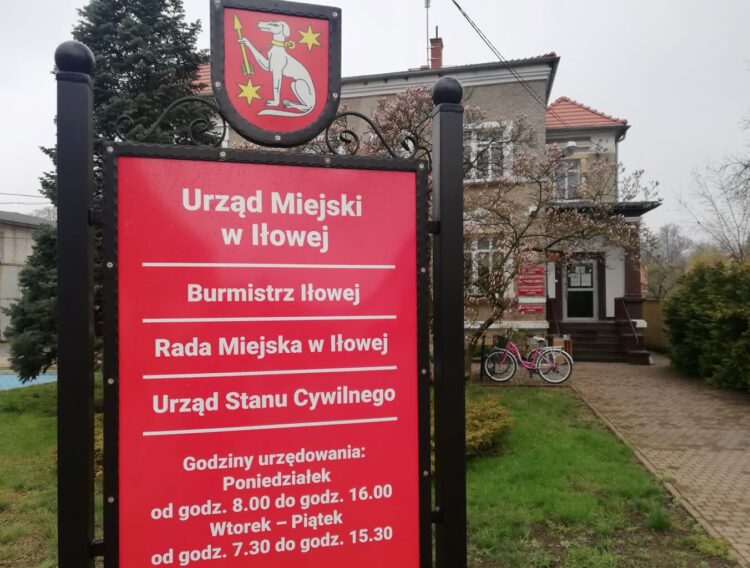 Urząd Miejski
w Iłowej
Burmistrz Iłowej
Rada Miejska w Iłowej
Urząd Stanu Cywilnego
Godziny urzędowania:
Poniedziałek
od godz. 8.00 do godz. 16.00
Wtorek – Piątek
od godz. 7.30 do godz. 15.30